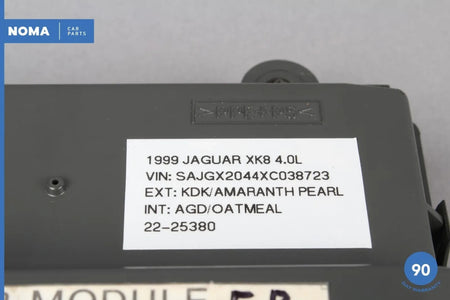 NOMA CAR
PARTS
1999 JAGUAR XK8 4.0L
VIN: SAJGX2044XC038723
EXT: KDK/AMARANTH PEARL
INT: AGD/OATMEAL
22-25380
MODULE
90
DAY WARRANTY